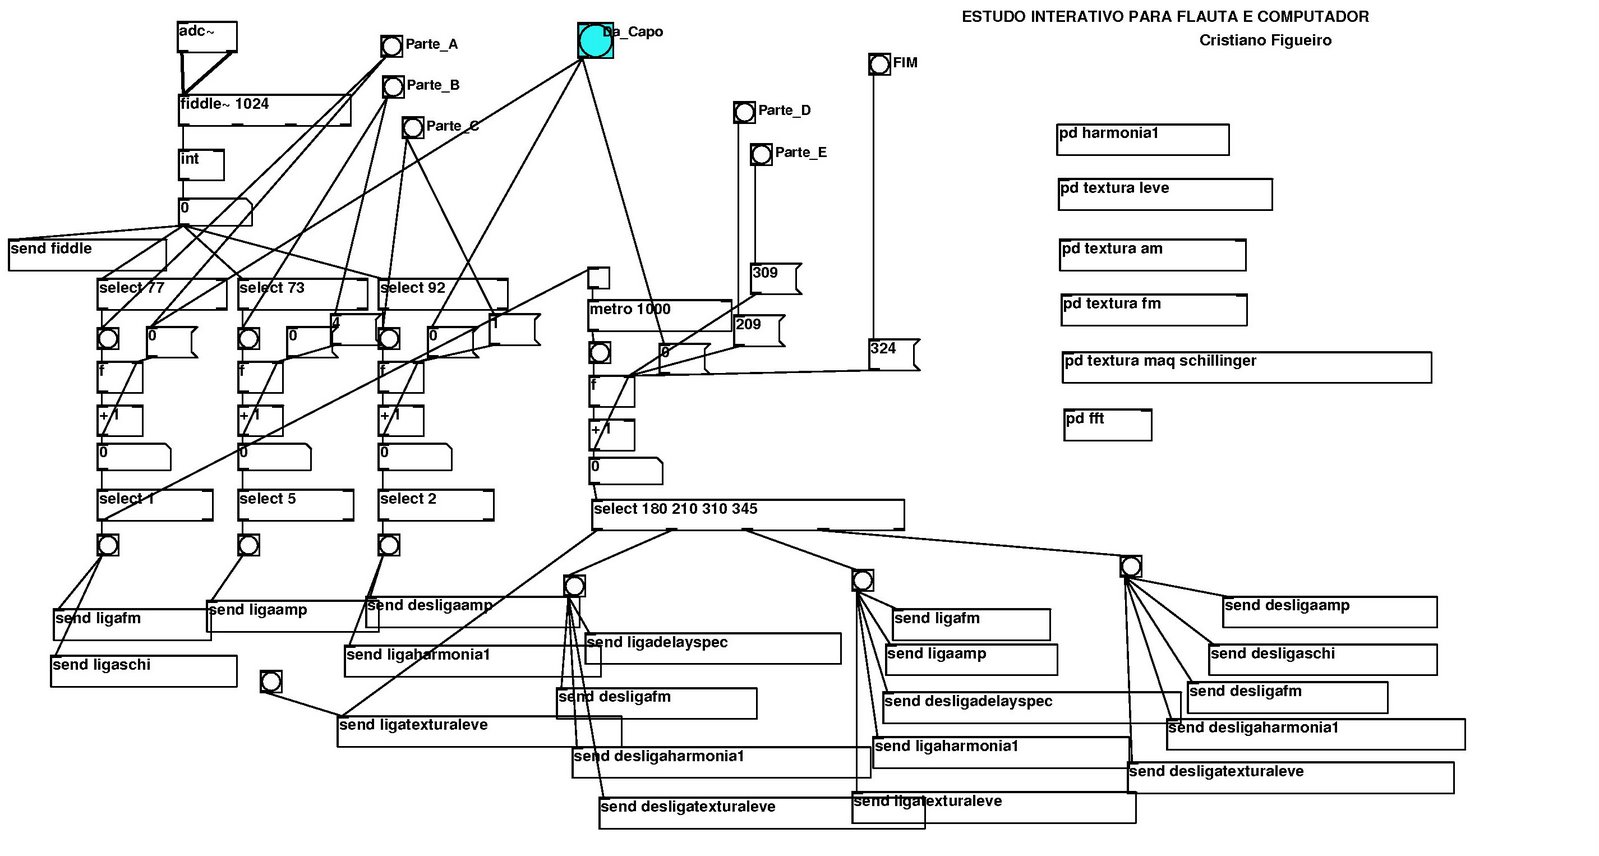 ESTUDO INTERATIVO PARA FLAUTA E COMPUTADOR
Cristiano Figueiro
adc~
Parte_A
Da_Capo
FIM
Parte_B
fiddle~ 1024
Parte_C
Parte_D
Parte_E
pd harmonia1
int
pd textura leve
0
send fiddle
pd textura am
select 77
select 73
select 92
309
metro 1000
pd textura fm
0
0
4
0
1
0
209
324
pd textura maq schillinger
f
f
f
f
+ 1
+ 1
+ 1
+ 1
pd fft
0
0
0
0
select 1
select 5
select 2
select 180 210 310 345
send ligafm
send ligaamp
send desligaamp
send ligafm
send desligaamp
send ligaschi
send ligaharmonia1
send ligadelayspec
send ligaamp
send desligaschi
send desligafm
send desligadelayspec
send desligafm
send ligatexturaleve
send desligaharmonia1
send ligaharmonia1
send desligaharmonia1
send desligatexturaleve
send desligatexturaleve
send ligatexturaleve